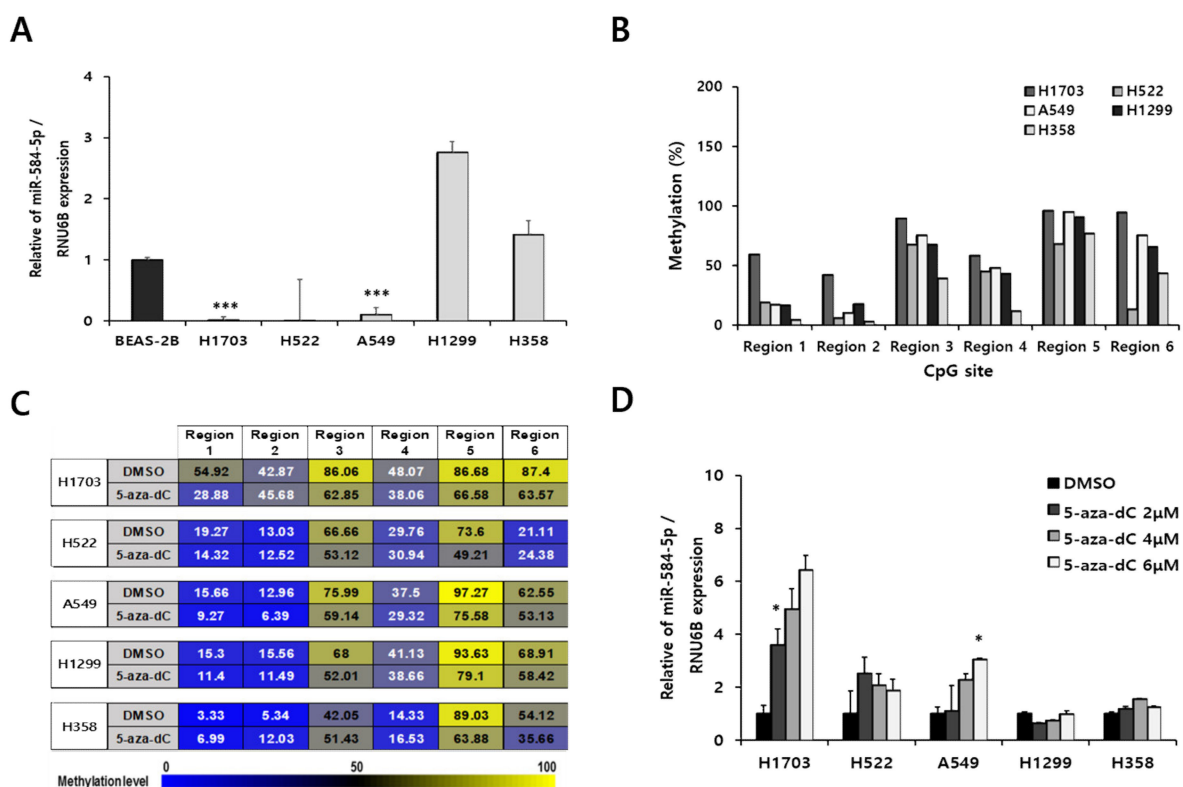 A
Relative of miR-584-5p /
RNU6B expression
4
3
2
1
0
***
***
BEAS-2B H1703 H522 A549 H1299 H358
B
Methylation (%)
200
150
100
50
0
H1703 H522
A549 H1299
H358
Region 1 Region 2 Region 3 Region 4 Region 5 Region 6
CpG site
C
Region 1 Region 2 Region 3 Region 4 Region 5 Region 6
H1703
DMSO 54.92 42.87 86.06 48.07 86.68 87.4
5-aza-dC 28.88 45.68 62.85 38.06 66.58 63.57
H522
DMSO 19.27 13.03 66.66 29.76 73.6 21.11
5-aza-dC 14.32 12.52 53.12 30.94 49.21 24.38
A549
DMSO 15.66 12.96 75.99 37.5 97.27 62.55
5-aza-dC 9.27 6.39 59.14 29.32 75.58 53.13
H1299
DMSO 15.3 15.56 68 41.13 93.63 68.91
5-aza-dC 11.4 11.49 52.01 38.66 79.1 58.42
H358
DMSO 3.33 5.34 42.05 14.33 89.03 54.12
5-aza-dC 6.99 12.03 51.43 16.53 63.88 35.66
0 50 100
Methylation level
D
Relative of miR-584-5p /
RNU6B expression
10
8
6
4
2
0
DMSO
5-aza-dC 2μM
5-aza-dC 4μM
5-aza-dC 6μM
*
*
H1703 H522 A549 H1299 H358